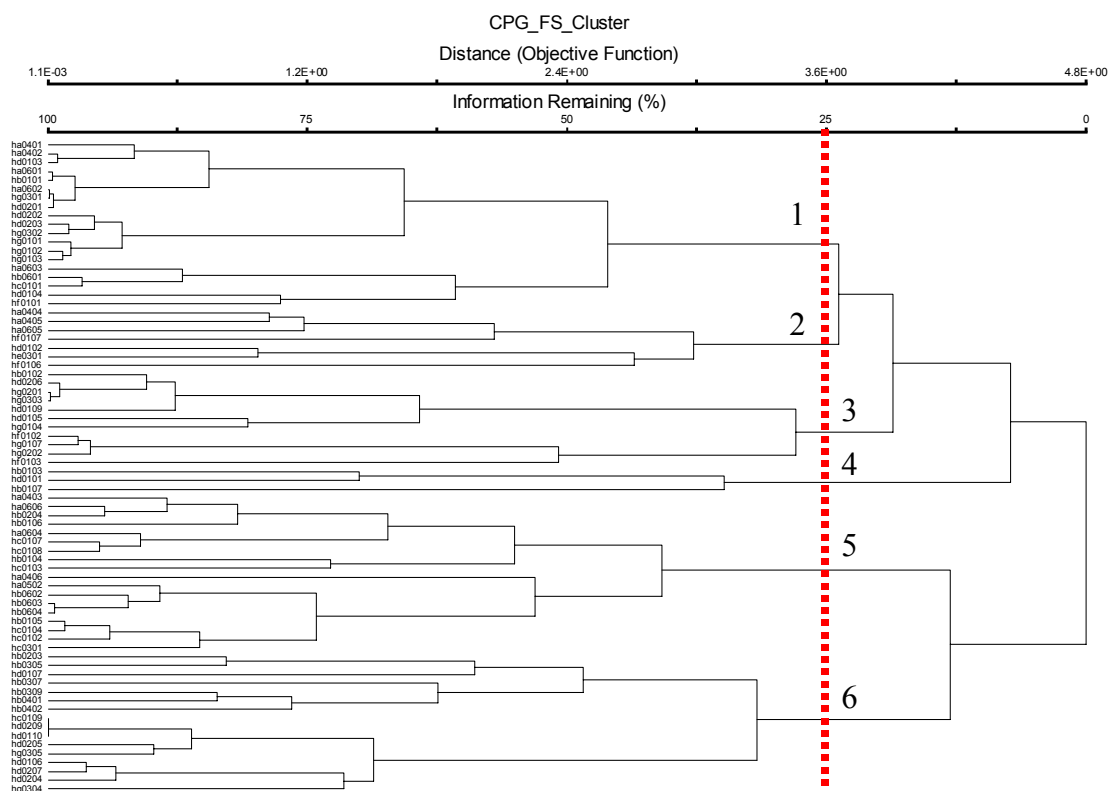 CPG_FS_Cluster
Distance (Objective Function)
1.1E-03 1.2E+00 2.4E+00 3.6E+00 4.8E+00
Information Remaining (%)
100 75 50 25 0
ha0401
ha0402
hd0103
ha0601
hb0101
ha0602
hg0301
hd0201
hd0202
hd0203
hg0302
hg0101
hg0102
hg0103
ha0603
hb0601
hc0101
hd0104
hf0101
ha0404
ha0405
ha0605
hf0107
hd0102
he0301
hf0106
hb0102
hd0206
hg0201
hg0303
hd0109
hd0105
hg0104
hf0102
hg0107
hg0202
hf0103
hb0103
hd0101
hb0107
ha0403
ha0606
hb0204
hb0106
ha0604
hc0107
hc0108
hb0104
hc0103
ha0406
ha0502
hb0602
hb0603
hb0604
hb0105
hc0104
hc0102
hc0301
hb0203
hb0305
hd0107
hb0307
hb0309
hb0401
hb0402
hc0109
hd0209
hd0110
hd0205
hg0305
hd0106
hd0207
hd0204
hg0304
1
2
3
4
5
6